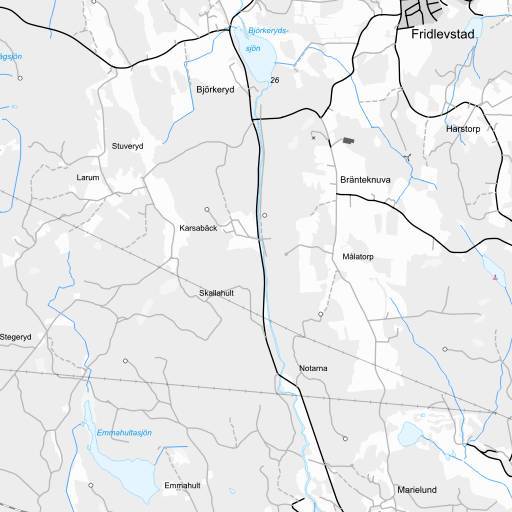 Björkeryds-
sjön
Fridlevstad
26
Björkeryd
Harstorp
Stuveryd
Larum
Bränteknuva
Karsabäck
Målatorp
Skallahult
Stegeryd
Notarna
Emmahultasjön
Emmahult
Marielund